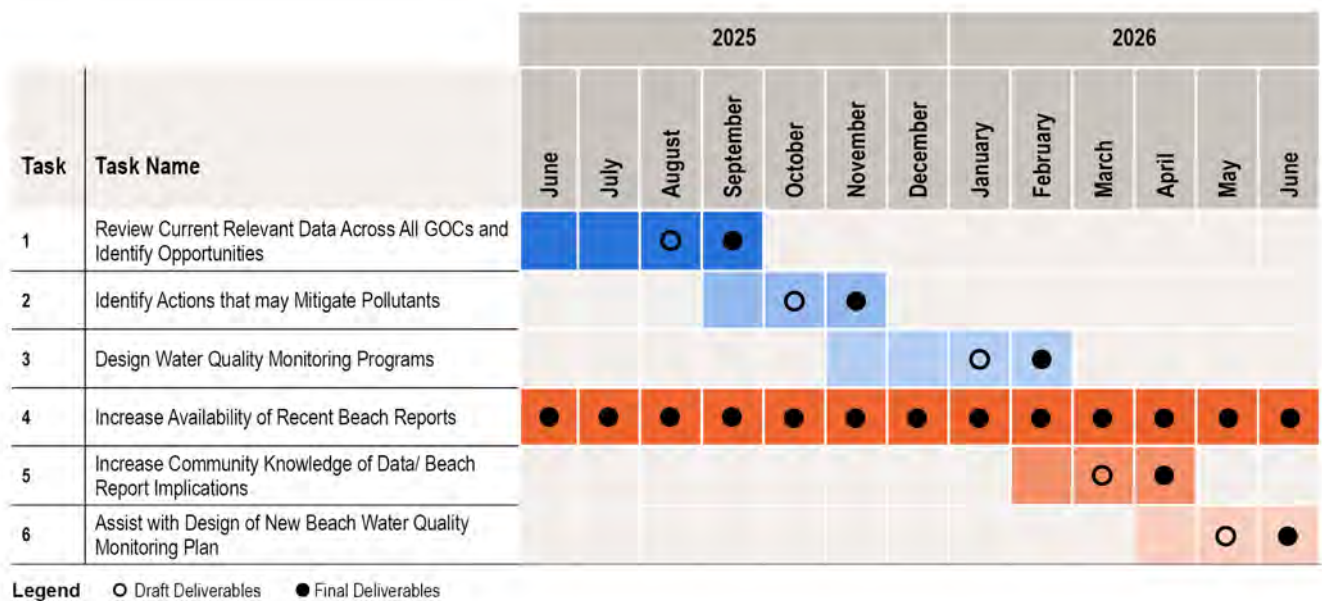 2025 2026
Task Task Name June July August September October November December January February March April May June
1 Review Current Relevant Data Across All GOCs and
Identify Opportunities
2 Identify Actions that may Mitigate Pollutants
3 Design Water Quality Monitoring Programs
4 Increase Availability of Recent Beach Reports
5 Increase Community Knowledge of Data/ Beach
Report Implications
6 Assist with Design of New Beach Water Quality
Monitoring Plan
Legend Draft Deliverables Final Deliverables